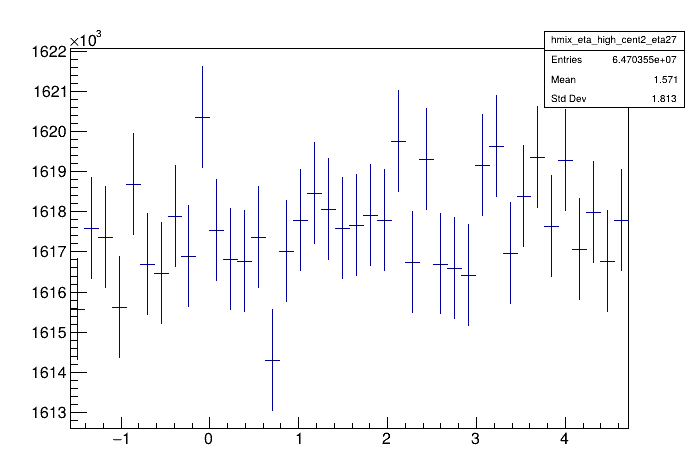 ×10³
hmix_eta_high_cent2_eta27
Entries 6.470355e+07
Mean 1.571
Std Dev 1.813
1622
1621
1620
1619
1618
1617
1616
1615
1614
1613
−1 0 1 2 3 4